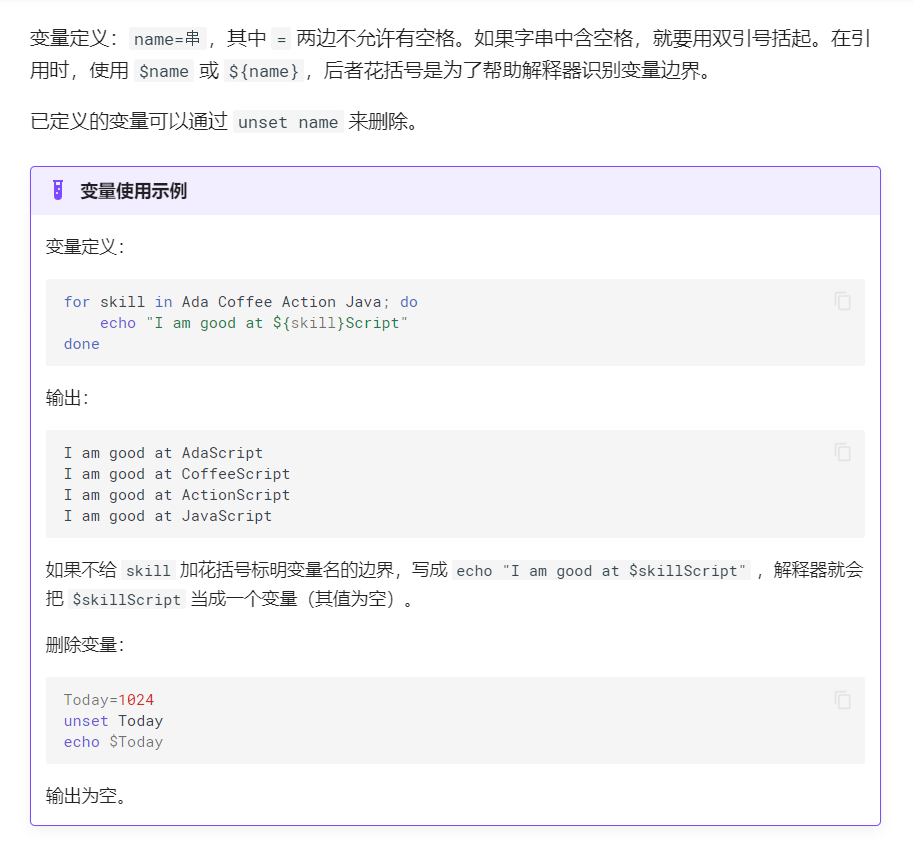 变量定义：name=串，其中 = 两边不允许有空格。如果字串中含空格，就要用双引号括起。在引
用时，使用 $name 或 ${name}，后者花括号是为了帮助解释器识别变量边界。
已定义的变量可以通过 unset name 来删除。
变量使用示例
变量定义：
for skill in Ada Coffee Action Java; do
    echo "I am good at ${skill}Script"
done
输出：
I am good at AdaScript
I am good at CoffeeScript
I am good at ActionScript
I am good at JavaScript
如果不给 skill 加花括号标明变量名的边界，写成 echo "I am good at $skillScript" ，解释器就会
把 $skillScript 当成一个变量（其值为空）。
删除变量：
Today=1024
unset Today
echo $Today
输出为空。